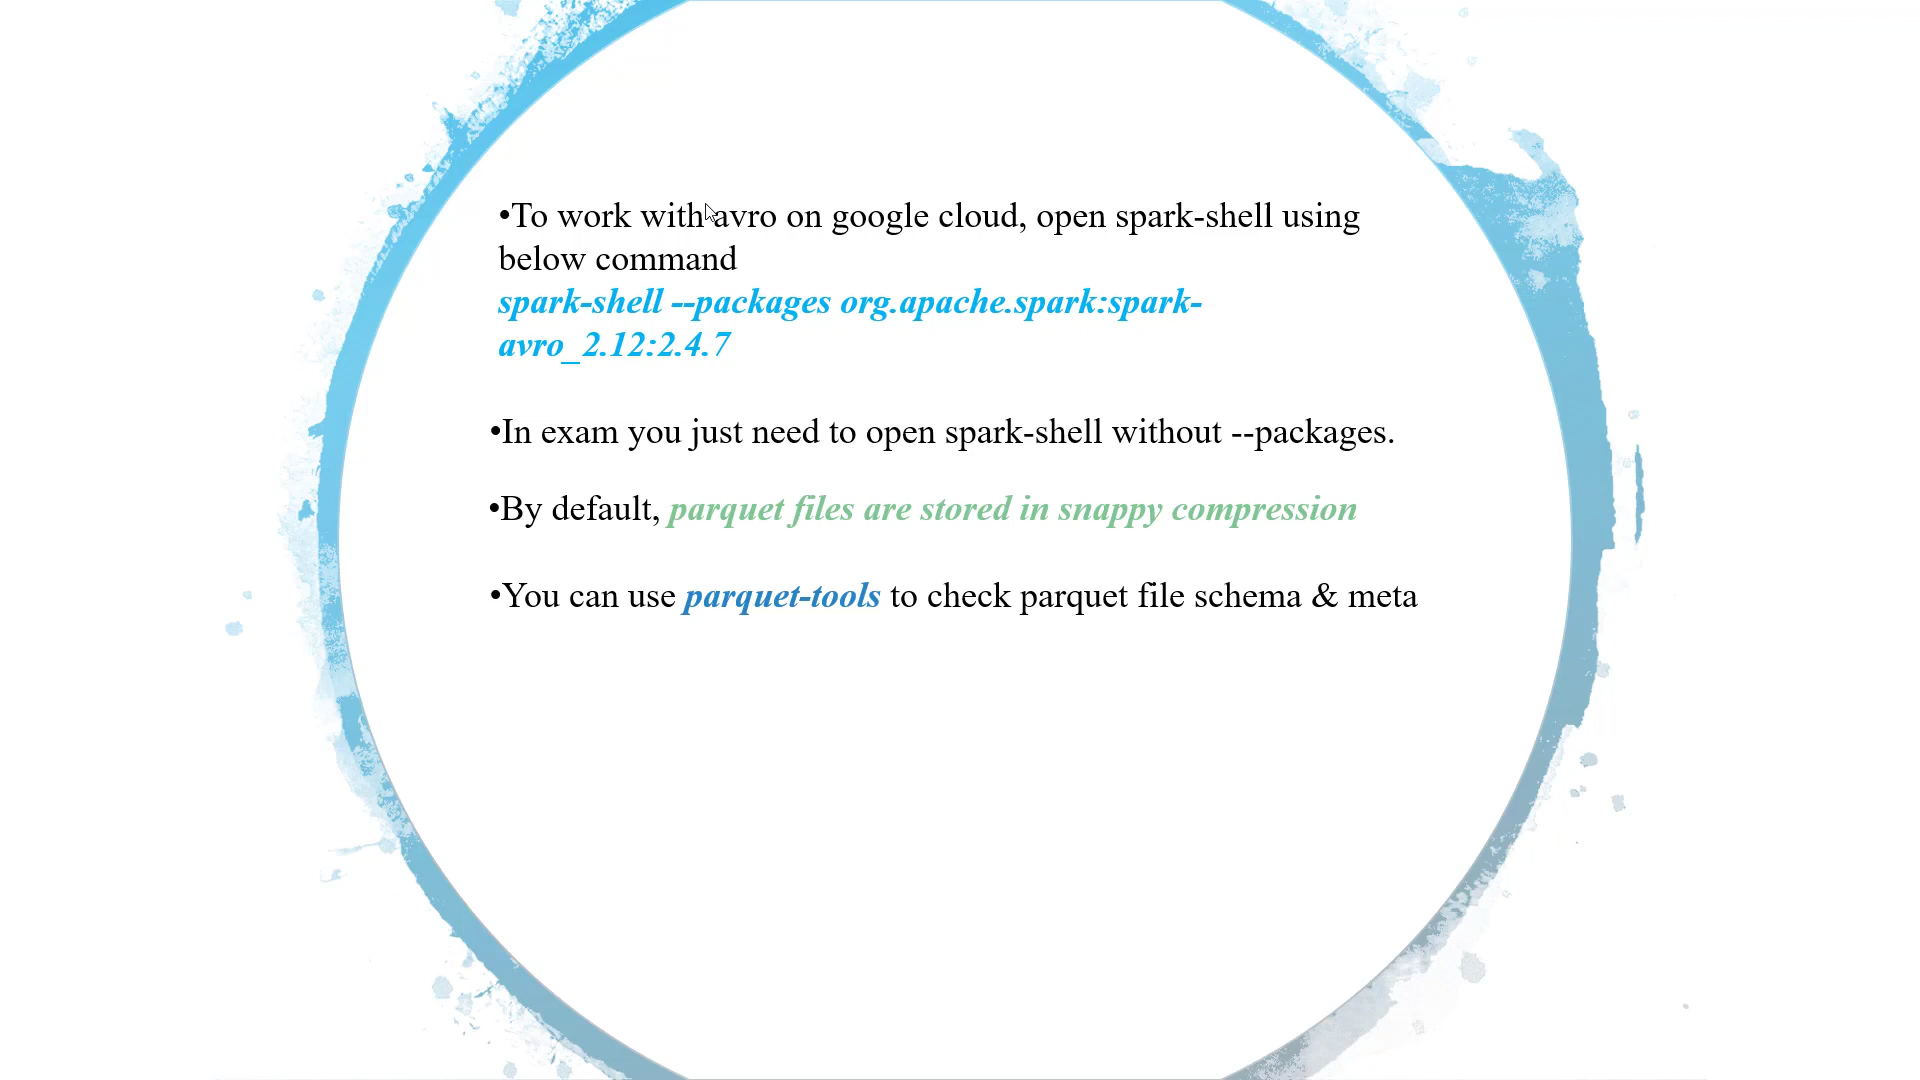 •To work with avro on google cloud, open spark-shell using
below command
spark-shell --packages org.apache.spark:spark-
avro_2.12:2.4.7
•In exam you just need to open spark-shell without --packages.
•By default, parquet files are stored in snappy compression
•You can use parquet-tools to check parquet file schema & meta